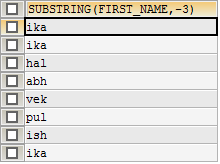 SUBSTRING(FIRST_NAME,-3)
ika
ika
hal
abh
vek
pul
ish
ika